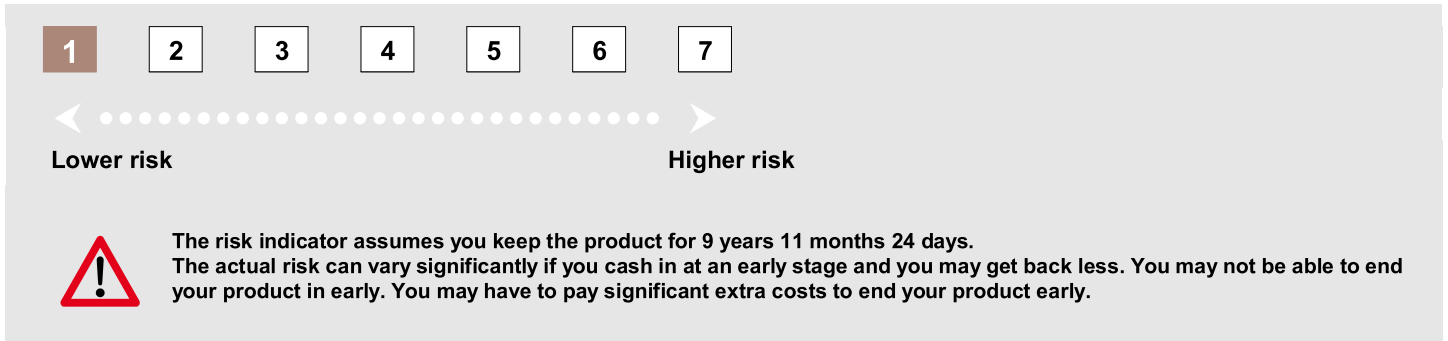 1 2 3 4 5 6 7
Lower risk Higher risk
The risk indicator assumes you keep the product for 9 years 11 months 24 days.
The actual risk can vary significantly if you cash in at an early stage and you may get back less. You may not be able to end
your product in early. You may have to pay significant extra costs to end your product early.